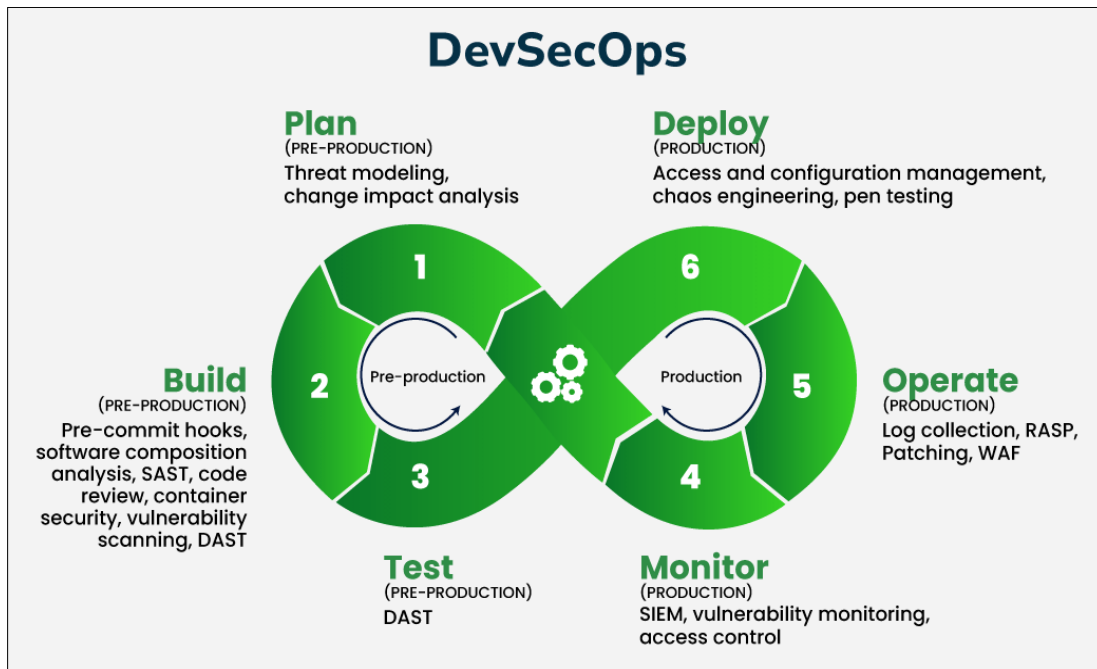 DevSecOps
Plan
(PRE-PRODUCTION)
Threat modeling,
change impact analysis
Deploy
(PRODUCTION)
Access and configuration management,
chaos engineering, pen testing
1
6
Build
(PRE-PRODUCTION)
Pre-commit hooks,
software composition
analysis, SAST, code
review, container
security, vulnerability
scanning, DAST
2
Pre-production
Production
5
Operate
(PRODUCTION)
Log collection, RASP,
Patching, WAF
3
4
Test
(PRE-PRODUCTION)
DAST
Monitor
(PRODUCTION)
SIEM, vulnerability monitoring,
access control